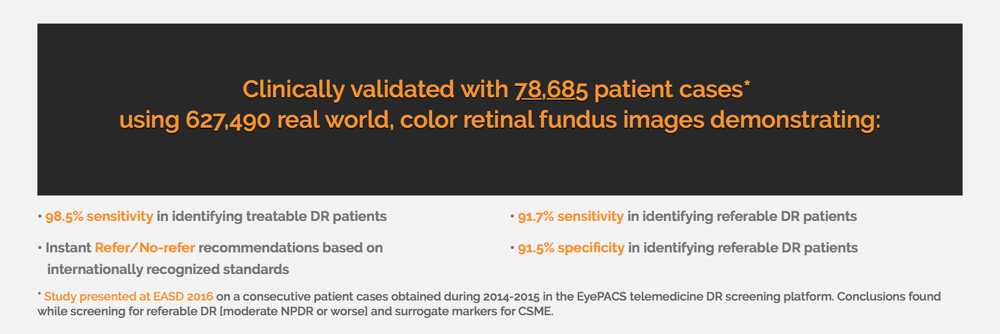 Clinically validated with 78,685 patient cases*
using 627,490 real world, color retinal fundus images demonstrating:
• 98.5% sensitivity in identifying treatable DR patients
• Instant Refer/No-refer recommendations based on
internationally recognized standards
• 91.7% sensitivity in identifying referable DR patients
• 91.5% specificity in identifying referable DR patients
* Study presented at EASD 2016 on a consecutive patient cases obtained during 2014-2015 in the EyePACS telemedicine DR screening platform. Conclusions found
while screening for referable DR [moderate NPDR or worse] and surrogate markers for CSME.